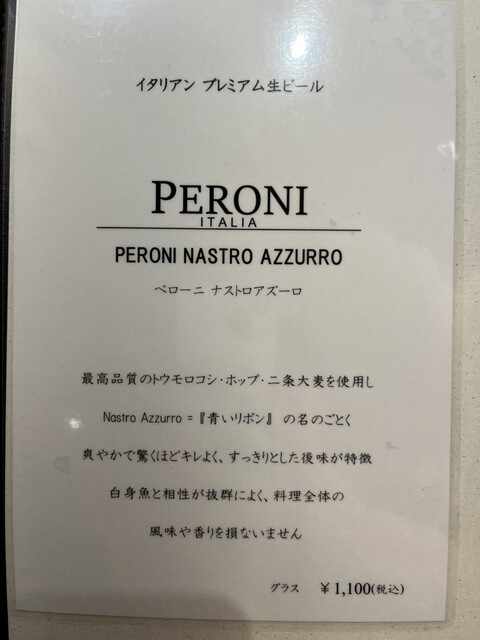 イタリアン プレミアム生ビール
PERONI
ITALIA
PERONI NASTRO AZZURRO
ペローニ ナストロアズーロ
最高品質のトウモロコシ・ホップ・二条大麦を使用し
Nastro Azzurro = 『青いリボン』 の名のごとく
爽やかで驚くほどキレよく、すっきりとした後味が特徴
白身魚と相性が抜群によく、料理全体の
風味や香りを損ないません
グラス ￥1,100(税込)